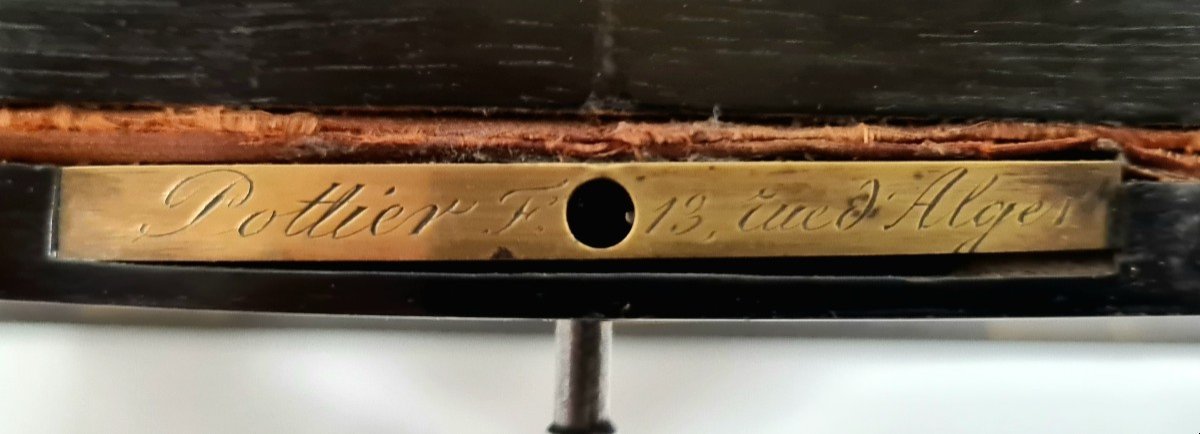 Pottier F. 13, rue d'Alger